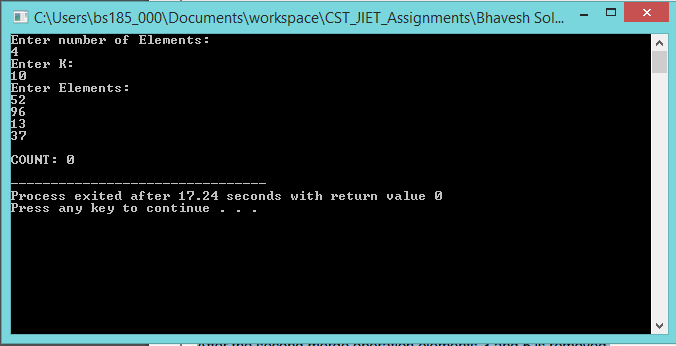 C:\Users\bs185_000\Documents\workspace\CST_JIET_Assignments\Bhavesh Sol...
Enter number of Elements:
4
Enter K:
10
Enter Elements:
52
96
13
37
COUNT: 0
--------------------------------
Process exited after 17.24 seconds with return value 0
Press any key to continue . . .